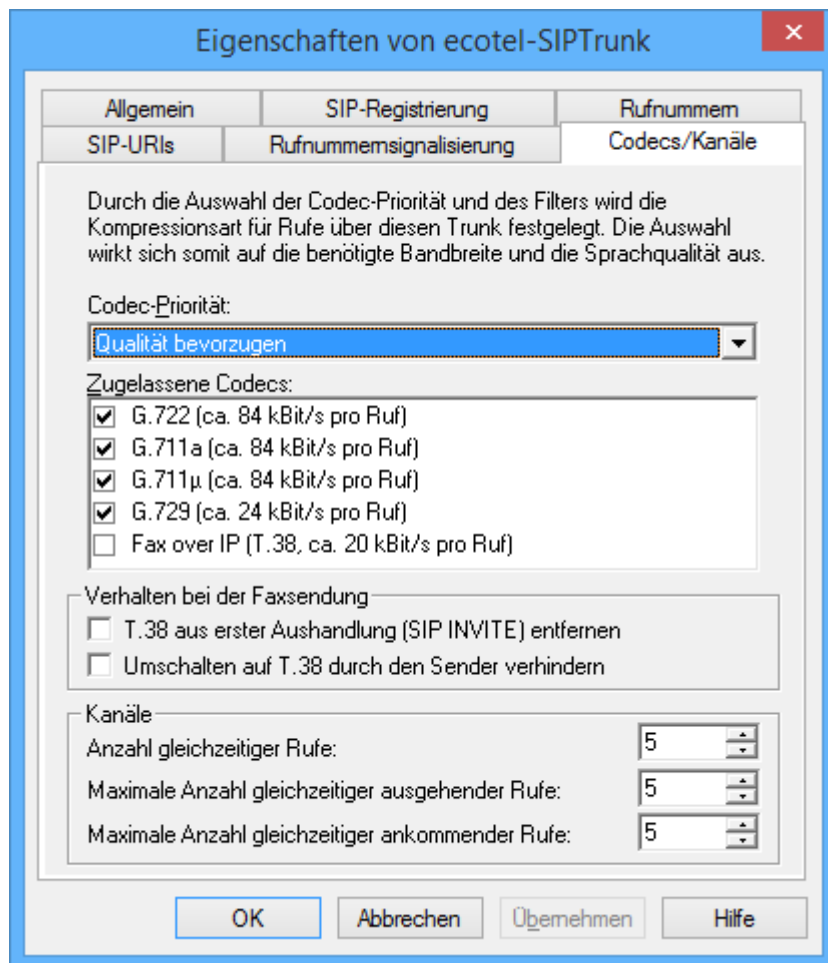 Eigenschaften von ecotel-SIPTrunk
Allgemein
SIP-Registrierung
Rufnummern
SIP-URIs
Rufnummernsignalisierung
Codecs/Kanäle
Durch die Auswahl der Codec-Priorität und des Filters wird die
Kompressionsart für Rufe über diesen Trunk festgelegt. Die Auswahl
wirkt sich somit auf die benötigte Bandbreite und die Sprachqualität aus.
Codec-Priorität:
Qualität bevorzugen
Zugelassene Codecs:
G.722 (ca. 84 kBit/s pro Ruf)
G.711a (ca. 84 kBit/s pro Ruf)
G.711µ (ca. 84 kBit/s pro Ruf)
G.729 (ca. 24 kBit/s pro Ruf)
Fax over IP (T.38, ca. 20 kBit/s pro Ruf)
Verhalten bei der Faxsendung
T.38 aus erster Aushandlung (SIP INVITE) entfernen
Umschalten auf T.38 durch den Sender verhindern
Kanäle
Anzahl gleichzeitiger Rufe: 5
Maximale Anzahl gleichzeitiger ausgehender Rufe: 5
Maximale Anzahl gleichzeitiger ankommender Rufe: 5
OK
Abbrechen
Übernehmen
Hilfe